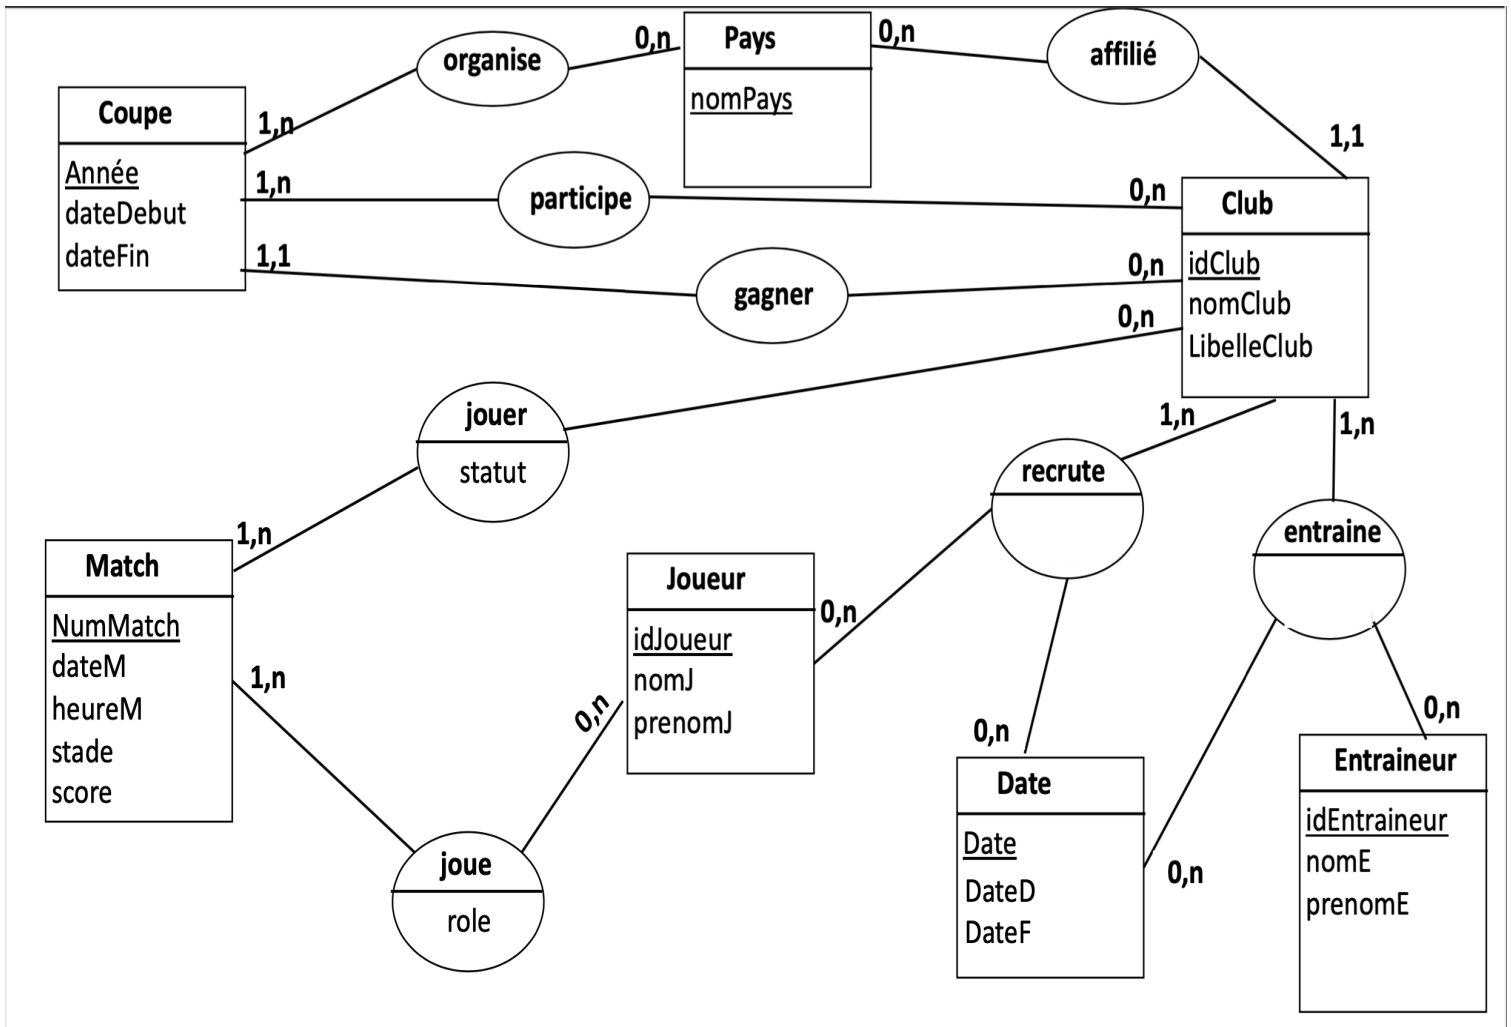 organise
0,n
Pays
nomPays
0,n
affilié
1,1
Coupe
Année
dateDebut
dateFin
1,n
1,n
participe
0,n
1,1
gagner
0,n
Club
idClub
nomClub
LibelleClub
0,n
jouer
statut
1,n
1,n
1,n
recrute
entraine
Match
NumMatch
dateM
heureM
stade
score
1,n
Joueur
idJoueur
nomJ
prenomJ
0,n
0,n
joue
role
0,n
Date
Date
DateD
DateF
0,n
0,n
Entraineur
idEntraineur
nomE
prenomE